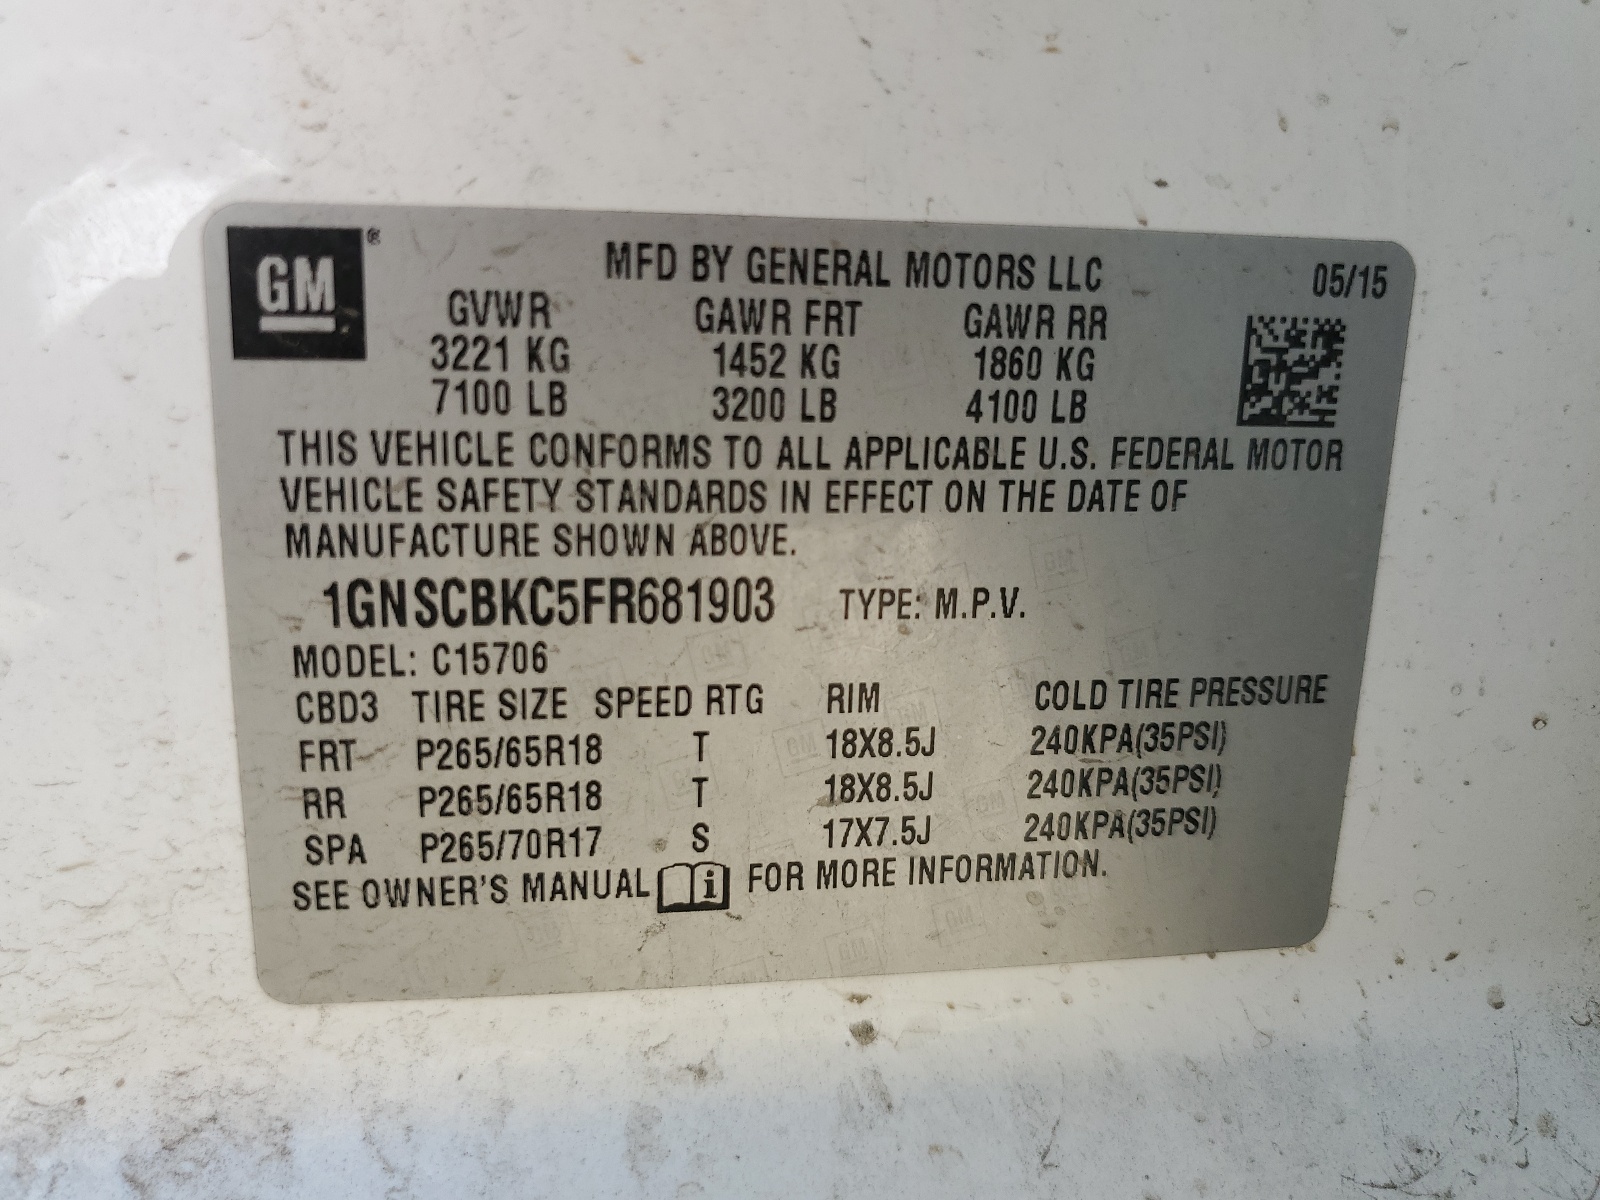 GM®
MFD BY GENERAL MOTORS LLC 05/15
GVWR GAWR FRT GAWR RR
3221 KG 1452 KG 1860 KG
7100 LB 3200 LB 4100 LB
THIS VEHICLE CONFORMS TO ALL APPLICABLE U.S. FEDERAL MOTOR
VEHICLE SAFETY STANDARDS IN EFFECT ON THE DATE OF
MANUFACTURE SHOWN ABOVE.
1GNSCBKC5FR681903 TYPE: M.P.V.
MODEL: C15706
CBD3 TIRE SIZE SPEED RTG RIM COLD TIRE PRESSURE
FRT P265/65R18 T 18X8.5J 240KPA(35PSI)
RR P265/65R18 T 18X8.5J 240KPA(35PSI)
SPA P265/70R17 S 17X7.5J 240KPA(35PSI)
SEE OWNER'S MANUAL i FOR MORE INFORMATION.